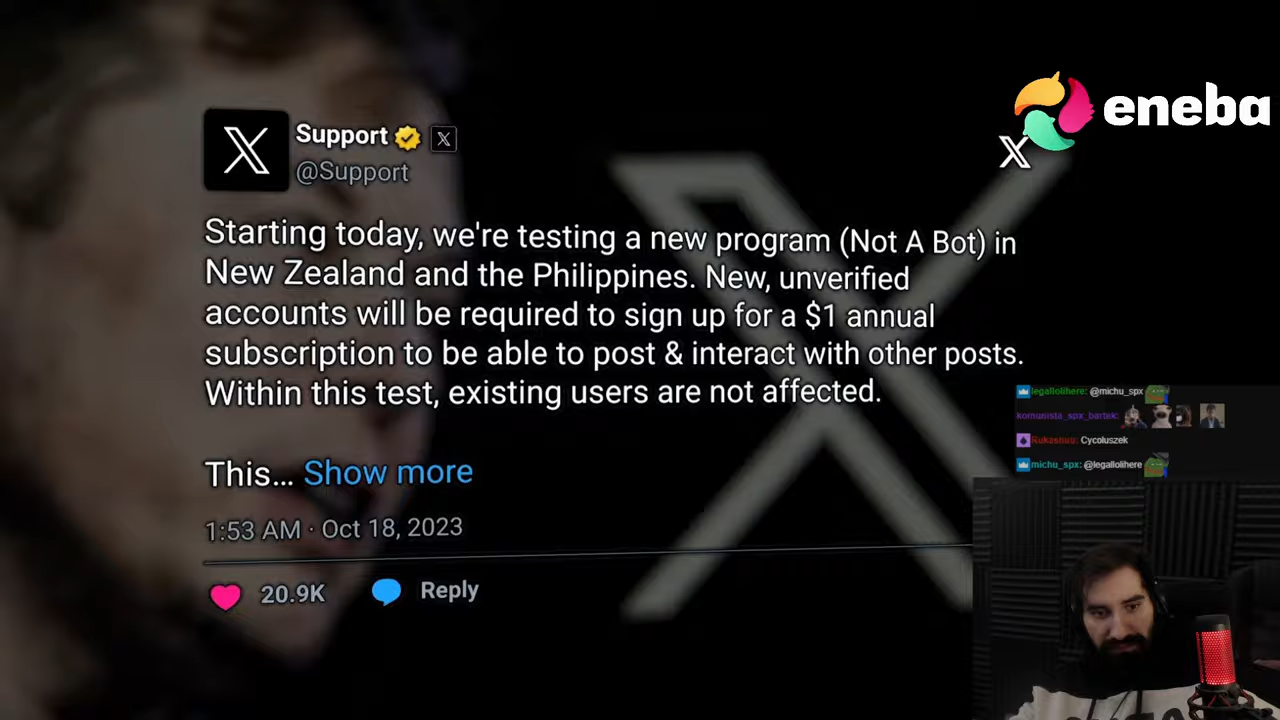 eneba
Support
@Support
Starting today, we're testing a new program (Not A Bot) in
New Zealand and the Philippines. New, unverified
accounts will be required to sign up for a $1 annual
subscription to be able to post & interact with other posts.
Within this test, existing users are not affected.
This... Show more
1:53 AM · Oct 18, 2023
20.9K Reply
legallolihere: @michu_spx
komunista_spx_bartek:
Rukasnuu: Cycoluszek
michu_spx: @legallolihere